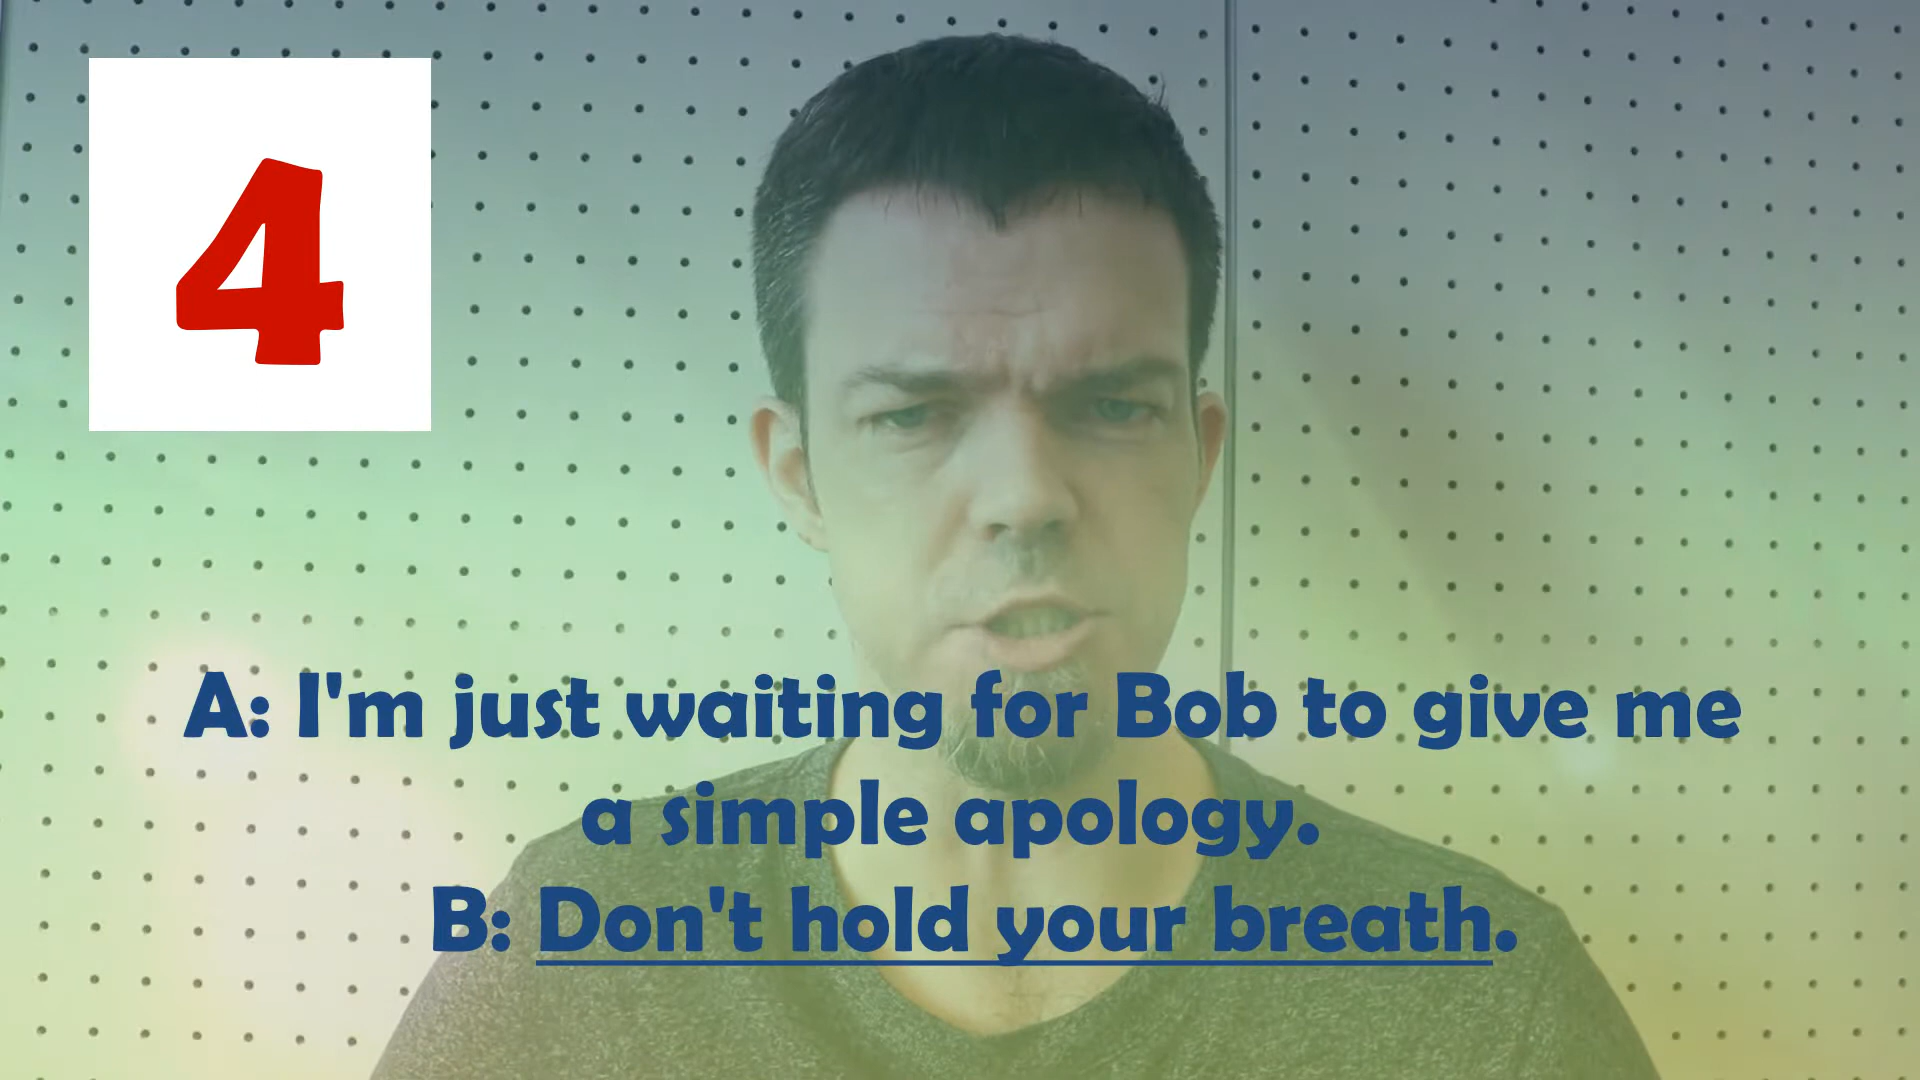 4
A: I'm just waiting for Bob to give me
a simple apology.
B: Don't hold your breath.